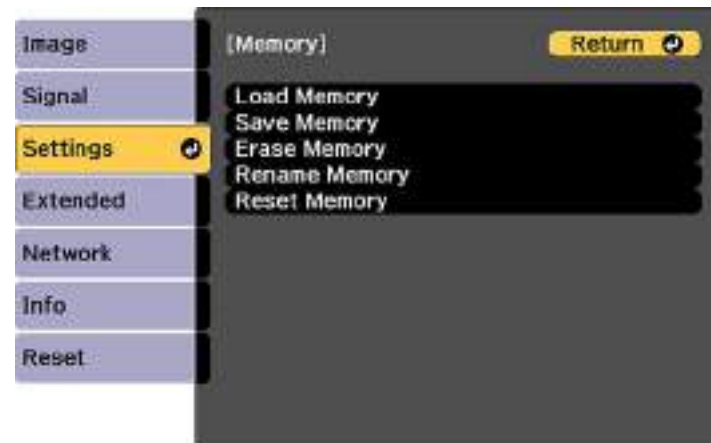 Image
Signal
Settings
Extended
Network
Info
Reset
[Memory]
Return
Load Memory
Save Memory
Erase Memory
Rename Memory
Reset Memory